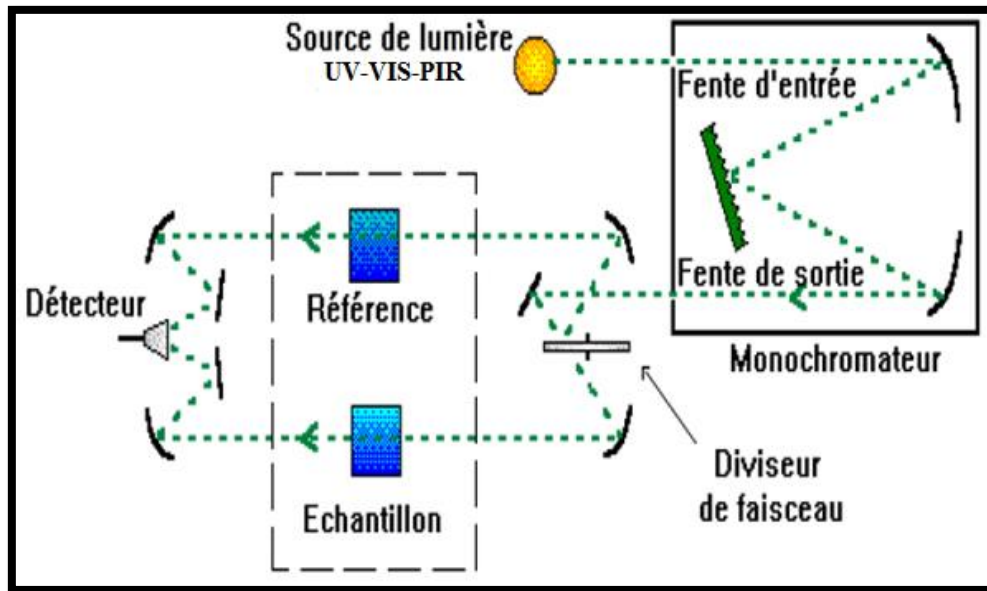 Source de lumière
UV-VIS-PIR
Fente d'entrée
Fente de sortie
Monochromateur
Détecteur
Référence
Echantillon
Diviseur
de faisceau